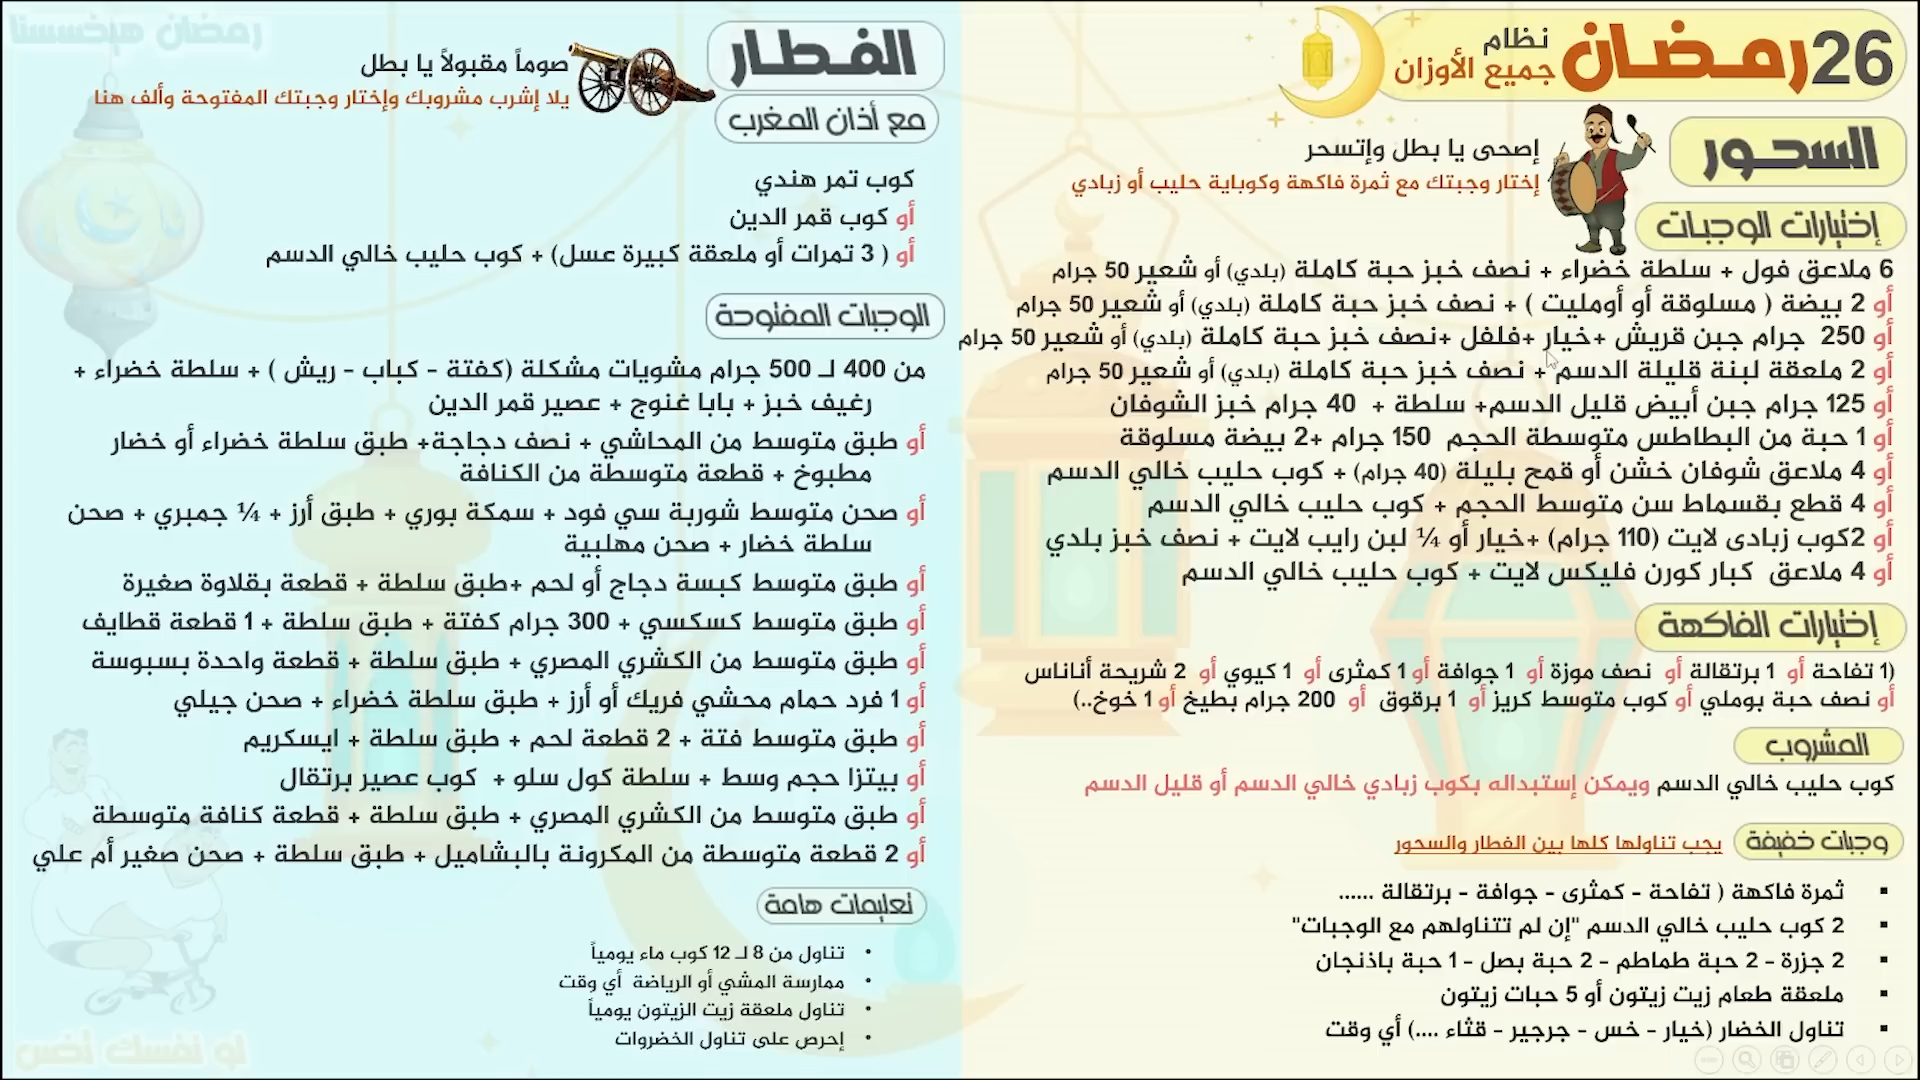 26 رمضان
نظام
جميع الأوزان
السحور
إصحى يا بطل وإتسحر
إختار وجبتك مع ثمرة فاكهة وكوباية حليب أو زبادي
إختيارات الوجبات
6 ملاعق فول + سلطة خضراء + نصف خبز حبة كاملة (بلدي) أو شعير 50 جرام
أو 2 بيضة ( مسلوقة أو أومليت ) + نصف خبز حبة كاملة (بلدي) أو شعير 50 جرام
أو 250 جرام جبن قريش +خيار +فلفل +نصف خبز حبة كاملة (بلدي) أو شعير 50 جرام
أو 2 ملعقة لبنة قليلة الدسم + نصف خبز حبة كاملة (بلدي) أو شعير 50 جرام
أو 125 جرام جبن أبيض قليل الدسم+ سلطة + 40 جرام خبز الشوفان
أو 1 حبة من البطاطس متوسطة الحجم 150 جرام +2 بيضة مسلوقة
أو 4 ملاعق شوفان خشن أو قمح بليلة (40 جرام) + كوب حليب خالي الدسم
أو 4 قطع بقسماط سن متوسط الحجم + كوب حليب خالي الدسم
أو 2كوب زبادى لايت (110 جرام) +خيار أو ¼ لبن رايب لايت + نصف خبز بلدي
أو 4 ملاعق كبار كورن فليكس لايت + كوب حليب خالي الدسم
إختيارات الفاكهة
(1 تفاحة أو 1 برتقالة أو نصف موزة أو 1 جوافة أو 1 كمثرى أو 1 كيوي أو 2 شريحة أناناس
أو نصف حبة بوملي أو كوب متوسط كريز أو 1 برقوق أو 200 جرام بطيخ أو 1 خوخ..)
المشروب
كوب حليب خالي الدسم ويمكن إستبداله بكوب زبادي خالي الدسم أو قليل الدسم
وجبات خفيفة يجب تناولها كلها بين الفطار والسحور
▪ ثمرة فاكهة ( تفاحة - كمثرى - جوافة - برتقالة ......
▪ 2 كوب حليب خالي الدسم "إن لم تتناولهم مع الوجبات"
▪ 2 جزرة - 2 حبة طماطم - 2 حبة بصل - 1 حبة باذنجان
▪ ملعقة طعام زيت زيتون أو 5 حبات زيتون
▪ تناول الخضار (خيار - خس - جرجير - قثاء ....) أي وقت
رمضان هيخسسنا
الفطار
صوماً مقبولاً يا بطل
يلا إشرب مشروبك وإختار وجبتك المفتوحة وألف هنا
مع أذان المغرب
كوب تمر هندي
أو كوب قمر الدين
أو ( 3 تمرات أو ملعقة كبيرة عسل) + كوب حليب خالي الدسم
الوجبات المفتوحة
من 400 لـ 500 جرام مشويات مشكلة (كفتة - كباب - ريش ) + سلطة خضراء +
رغيف خبز + بابا غنوج + عصير قمر الدين
أو طبق متوسط من المحاشي + نصف دجاجة+ طبق سلطة خضراء أو خضار
مطبوخ + قطعة متوسطة من الكنافة
أو صحن متوسط شوربة سي فود + سمكة بوري + طبق أرز + ¼ جمبري + صحن
سلطة خضار + صحن مهلبية
أو طبق متوسط كبسة دجاج أو لحم +طبق سلطة + قطعة بقلاوة صغيرة
أو طبق متوسط كسكسي + 300 جرام كفتة + طبق سلطة + 1 قطعة قطايف
أو طبق متوسط من الكشري المصري + طبق سلطة + قطعة واحدة بسبوسة
أو 1 فرد حمام محشي فريك أو أرز + طبق سلطة خضراء + صحن جيلي
أو طبق متوسط فتة + 2 قطعة لحم + طبق سلطة + ايسكريم
أو بيتزا حجم وسط + سلطة كول سلو + كوب عصير برتقال
أو طبق متوسط من الكشري المصري + طبق سلطة + قطعة كنافة متوسطة
أو 2 قطعة متوسطة من المكرونة بالبشاميل + طبق سلطة + صحن صغير أم علي
تعليمات هامة
• تناول من 8 لـ 12 كوب ماء يومياً
• ممارسة المشي أو الرياضة أي وقت
• تناول ملعقة زيت الزيتون يومياً
• إحرص على تناول الخضروات
لو نفسك تخس